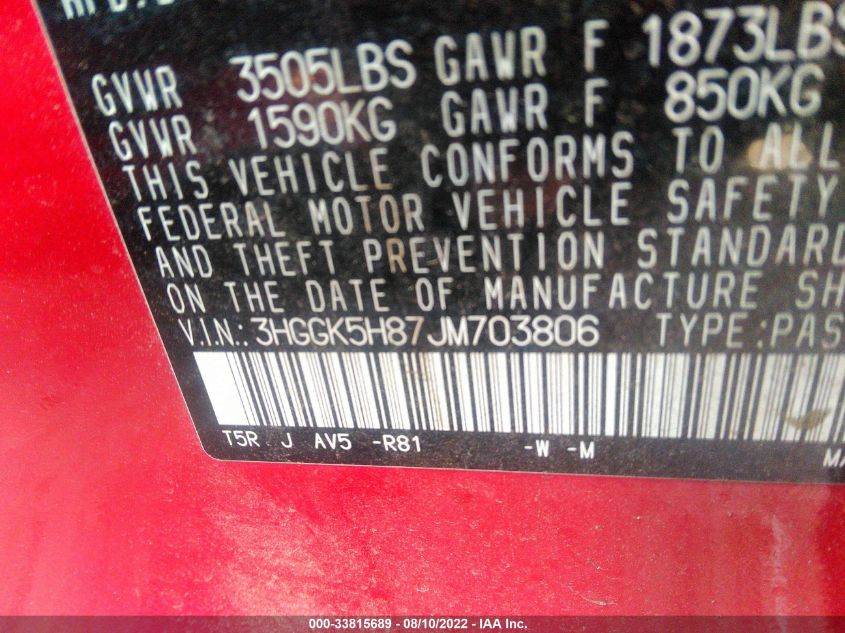 GVWR 3505LBS GAWR F 1873LBS
GVWR 1590KG GAWR F 850KG
THIS VEHICLE CONFORMS TO ALL
FEDERAL MOTOR VEHICLE SAFETY
AND THEFT PREVENTION STANDARD
ON THE DATE OF MANUFACTURE SH
V.I.N.: 3HGGK5H87JM703806 TYPE:PAS
T5R J AV5 -R81 -W -M
000-33815689 - 08/10/2022 - IAA Inc.